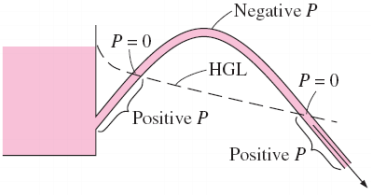 Negative P
P = 0
HGL
P = 0
Positive P
Positive P